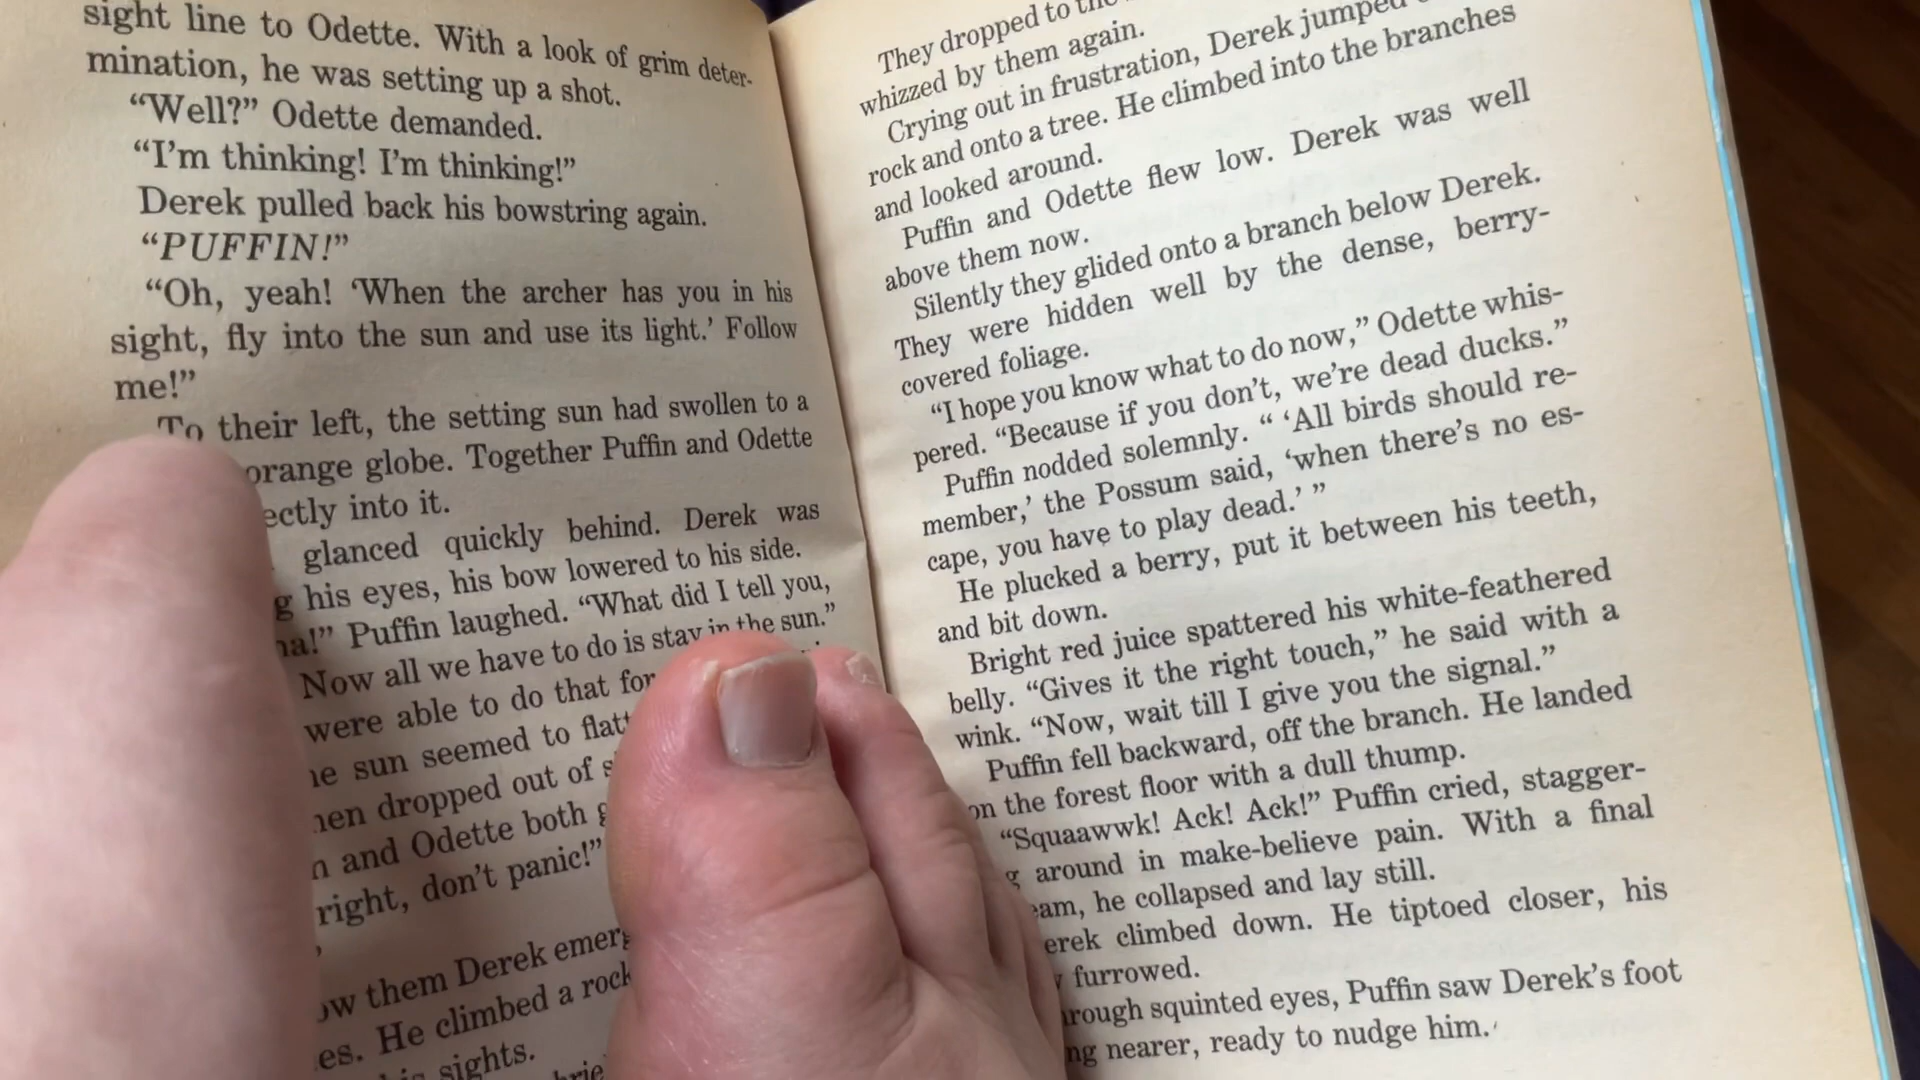 sight line to Odette. With a look of grim deter-
mination, he was setting up a shot.
“Well?” Odette demanded.
“I'm thinking! I'm thinking!”
Derek pulled back his bowstring again.
“PUFFIN!”
“Oh, yeah! ‘When the archer has you in his
sight, fly into the sun and use its light.’ Follow
me!”
To their left, the setting sun had swollen to a
orange globe. Together Puffin and Odette
ectly into it.
glanced quickly behind. Derek was
g his eyes, his bow lowered to his side.
ha!” Puffin laughed. “What did I tell you,
Now all we have to do is stay in the sun.”
were able to do that for
he sun seemed to flatt
hen dropped out of s
n and Odette both g
right, don't panic!”
ow them Derek emerg
es. He climbed a rock
sights.
They dropped to the
whizzed by them again.
Crying out in frustration, Derek jumped
rock and onto a tree. He climbed into the branches
and looked around.
Puffin and Odette flew low. Derek was well
above them now.
Silently they glided onto a branch below Derek.
They were hidden well by the dense, berry-
covered foliage.
“I hope you know what to do now,” Odette whis-
pered. “Because if you don't, we're dead ducks.”
Puffin nodded solemnly. “ ‘All birds should re-
member,’ the Possum said, ‘when there's no es-
cape, you have to play dead.’ ”
He plucked a berry, put it between his teeth,
and bit down.
Bright red juice spattered his white-feathered
belly. “Gives it the right touch,” he said with a
wink. “Now, wait till I give you the signal.”
Puffin fell backward, off the branch. He landed
on the forest floor with a dull thump.
“Squaawwk! Ack! Ack!” Puffin cried, stagger-
g around in make-believe pain. With a final
eam, he collapsed and lay still.
erek climbed down. He tiptoed closer, his
furrowed.
rough squinted eyes, Puffin saw Derek's foot
ng nearer, ready to nudge him.